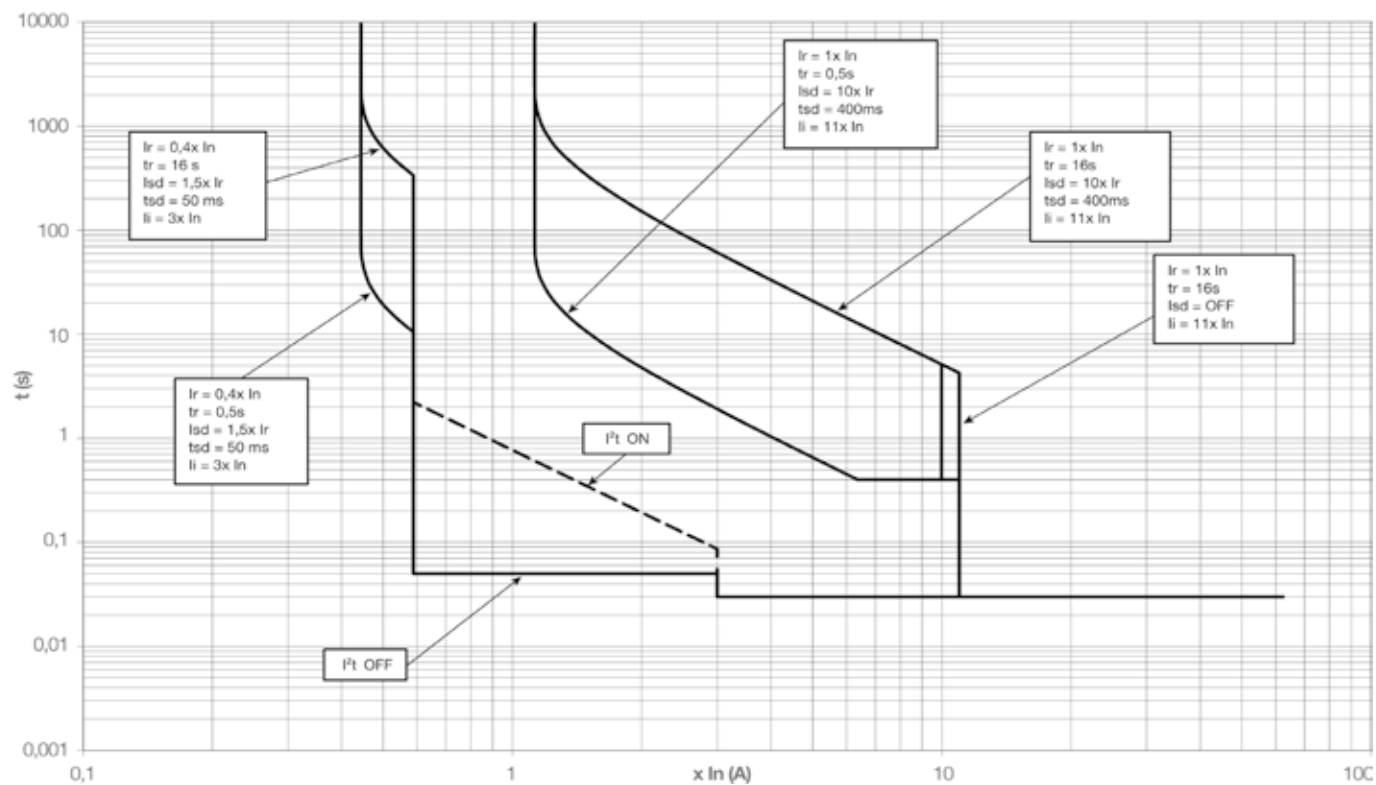 10000
1000
100
10
1
0,1
0,01
0,001
t (s)
0,1
1
x In (A)
10
100
Ir = 0,4x In
tr = 16 s
Isd = 1,5x Ir
tsd = 50 ms
Ii = 3x In
Ir = 0,4x In
tr = 0,5s
Isd = 1,5x Ir
tsd = 50 ms
Ii = 3x In
I²t ON
I²t OFF
Ir = 1x In
tr = 0,5s
Isd = 10x Ir
tsd = 400ms
Ii = 11x In
Ir = 1x In
tr = 16s
Isd = 10x Ir
tsd = 400ms
Ii = 11x In
Ir = 1x In
tr = 16s
Isd = OFF
Ii = 11x In